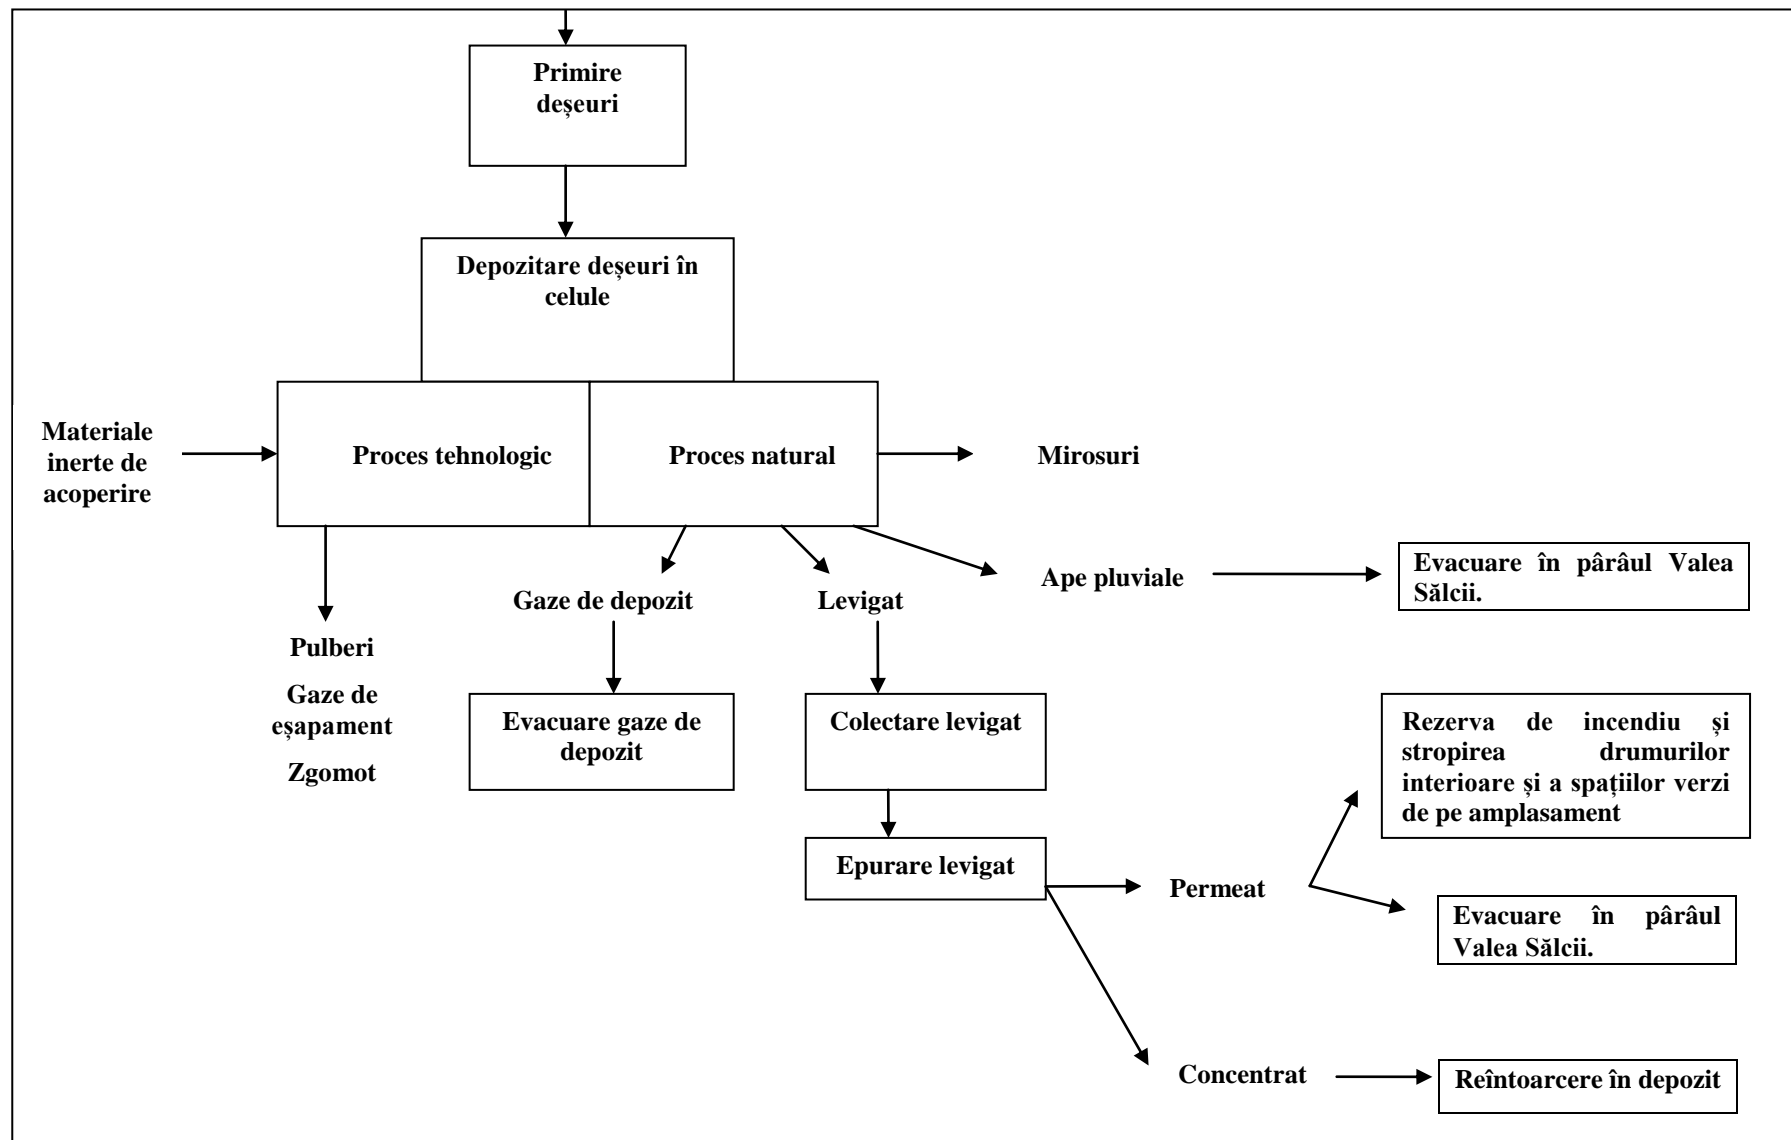 Primire
deșeuri
Depozitare deșeuri în
celule
Materiale
inerte de
acoperire
Proces tehnologic
Proces natural
Mirosuri
Pulberi
Gaze de
eșapament
Zgomot
Gaze de depozit
Levigat
Ape pluviale
Evacuare în pârâul Valea
Sălcii.
Evacuare gaze de
depozit
Colectare levigat
Rezerva de incendiu și
stropirea drumurilor
interioare și a spațiilor verzi
de pe amplasament
Epurare levigat
Permeat
Evacuare în pârâul
Valea Sălcii.
Concentrat
Reîntoarcere în depozit